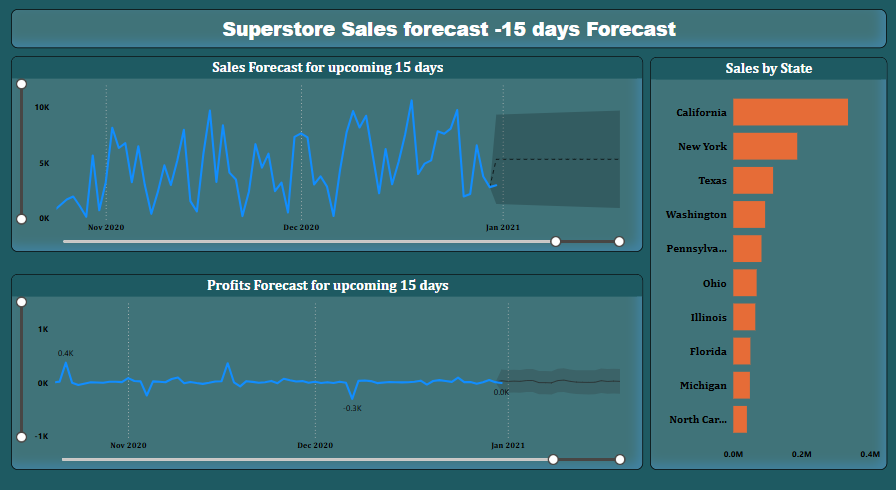 Superstore Sales forecast -15 days Forecast
Sales Forecast for upcoming 15 days
10K
5K
0K
Nov 2020 Dec 2020 Jan 2021
Profits Forecast for upcoming 15 days
1K
0.4K
0K
0.0K
-0.3K
-1K
Nov 2020 Dec 2020 Jan 2021
Sales by State
California
New York
Texas
Washington
Pennsylva...
Ohio
Illinois
Florida
Michigan
North Car...
0.0M 0.2M 0.4M